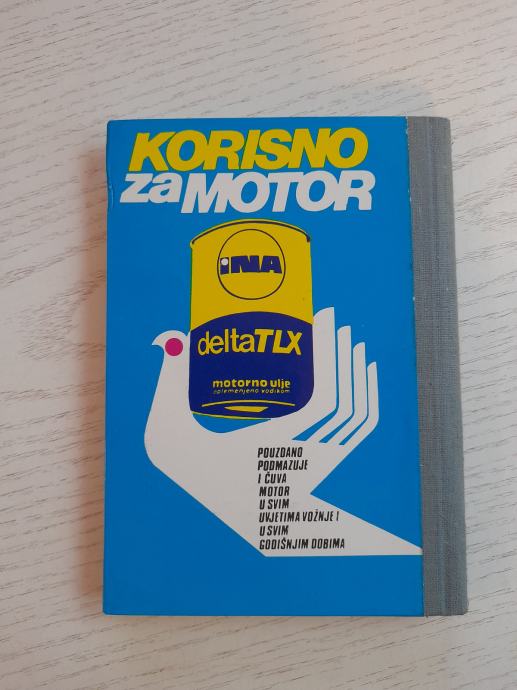 KORISNO
za MOTOR
INA
deltaTLX
motorno ulje
oplemenjeno vodikom
POUZDANO
PODMAZUJE
I ČUVA
MOTOR
U SVIM
UVJETIMA VOŽNJE I
U SVIM
GODIŠNJIM DOBIMA